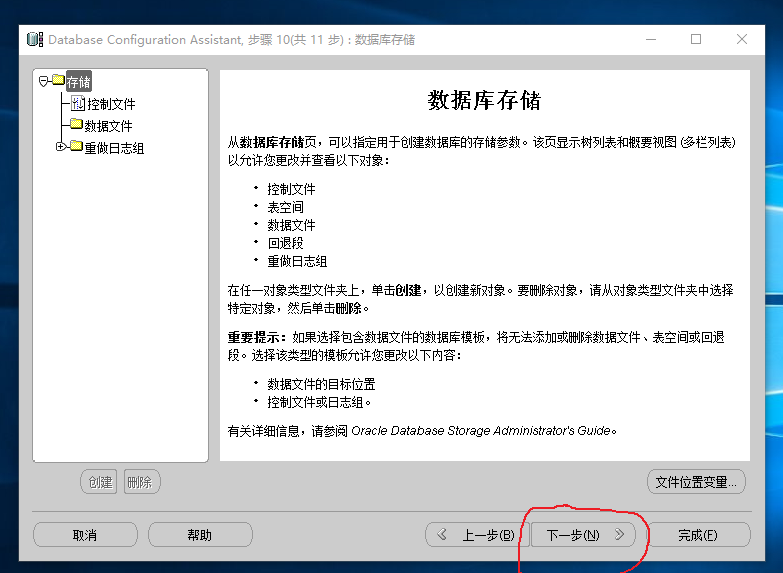 Database Configuration Assistant, 步骤 10(共 11 步) : 数据库存储
存储
控制文件
数据文件
重做日志组
数据库存储
从数据库存储页，可以指定用于创建数据库的存储参数。该页显示树列表和概要视图 (多栏列表)
以允许您更改并查看以下对象:
• 控制文件
• 表空间
• 数据文件
• 回退段
• 重做日志组
在任一对象类型文件夹上，单击创建，以创建新对象。要删除对象，请从对象类型文件夹中选择
特定对象，然后单击删除。
重要提示: 如果选择包含数据文件的数据库模板，将无法添加或删除数据文件、表空间或回退
段。选择该类型的模板允许您更改以下内容:
• 数据文件的目标位置
• 控制文件或日志组。
有关详细信息，请参阅 Oracle Database Storage Administrator's Guide。
创建
删除
文件位置变量...
取消
帮助
上一步(B)
下一步(N)
完成(F)